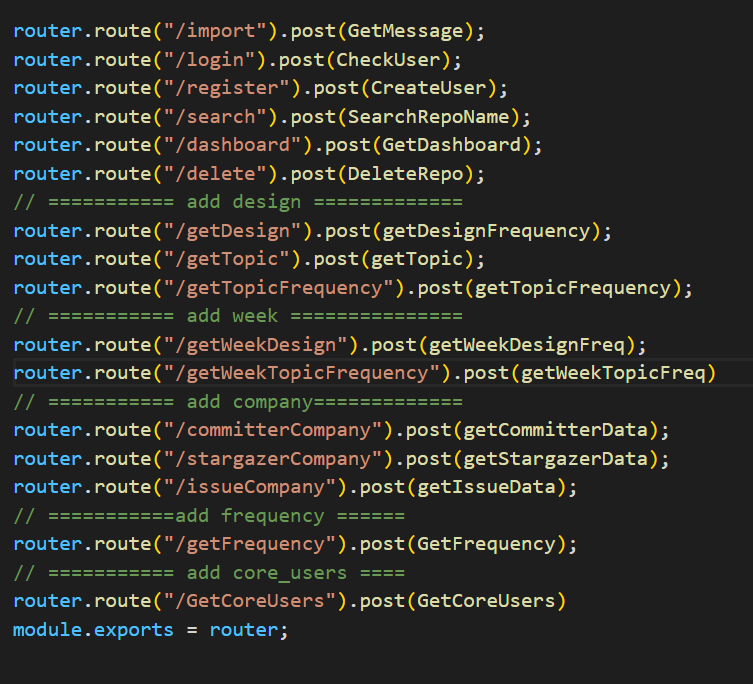 router.route("/import").post(GetMessage);
router.route("/login").post(CheckUser);
router.route("/register").post(CreateUser);
router.route("/search").post(SearchRepoName);
router.route("/dashboard").post(GetDashboard);
router.route("/delete").post(DeleteRepo);
// =========== add design =============
router.route("/getDesign").post(getDesignFrequency);
router.route("/getTopic").post(getTopic);
router.route("/getTopicFrequency").post(getTopicFrequency);
// =========== add week ===============
router.route("/getWeekDesign").post(getWeekDesignFreq);
router.route("/getWeekTopicFrequency").post(getWeekTopicFreq)
// =========== add company=============
router.route("/committerCompany").post(getCommitterData);
router.route("/stargazerCompany").post(getStargazerData);
router.route("/issueCompany").post(getIssueData);
// ===========add frequency ======
router.route("/getFrequency").post(GetFrequency);
// =========== add core_users ====
router.route("/GetCoreUsers").post(GetCoreUsers)
module.exports = router;